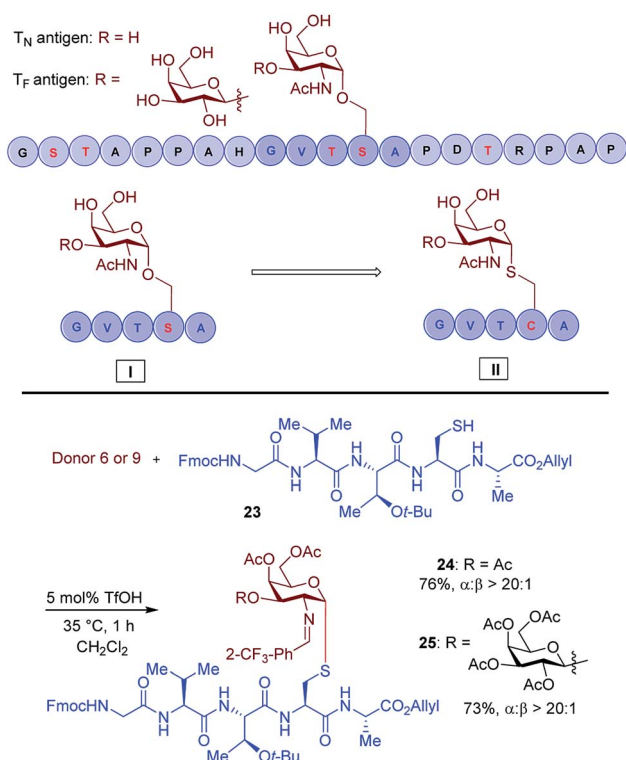 T_N antigen: R = H
T_F antigen: R =
HO OH
HO
OH
HO OH
RO
AcHN
O
O
G S T A P P A H G V T S A P D T R P A P
HO OH
RO
O
AcHN
O
G V T S A
I
HO OH
RO
O
AcHN
S
G V T C A
II
Donor 6 or 9 +
FmocHN
O
N
H
Me Me
O
H
N
Me
Ot-Bu
O
N
H
SH
O
H
N
Me
CO2Allyl
23
5 mol% TfOH
35 °C, 1 h
CH2Cl2
AcO OAc
RO
O
N
2-CF3-Ph
S
24: R = Ac
76%, α:β > 20:1
25: R =
AcO OAc
AcO
O
OAc
73%, α:β > 20:1
FmocHN
O
N
H
Me Me
O
H
N
Me
Ot-Bu
O
N
H
O
H
N
Me
CO2Allyl